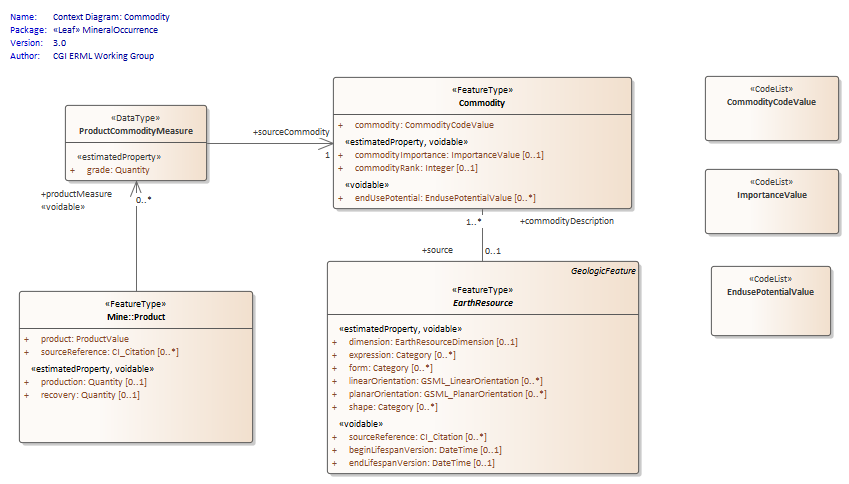 Name: Context Diagram: Commodity
Package: «Leaf» MineralOccurrence
Version: 3.0
Author: CGI ERML Working Group
«DataType»
ProductCommodityMeasure
«estimatedProperty»
+ grade: Quantity
+sourceCommodity
1
«FeatureType»
Commodity
+ commodity: CommodityCodeValue
«estimatedProperty, voidable»
+ commodityImportance: ImportanceValue [0..1]
+ commodityRank: Integer [0..1]
«voidable»
+ endUsePotential: EndusePotentialValue [0..*]
«CodeList»
CommodityCodeValue
«CodeList»
ImportanceValue
«CodeList»
EndusePotentialValue
+productMeasure
«voidable»
0..*
1..*
+commodityDescription
+source
0..1
«FeatureType»
Mine::Product
+ product: ProductValue
+ sourceReference: CI_Citation [0..*]
«estimatedProperty, voidable»
+ production: Quantity [0..1]
+ recovery: Quantity [0..1]
GeologicFeature
«FeatureType»
EarthResource
«estimatedProperty, voidable»
+ dimension: EarthResourceDimension [0..1]
+ expression: Category [0..*]
+ form: Category [0..*]
+ linearOrientation: GSML_LinearOrientation [0..*]
+ planarOrientation: GSML_PlanarOrientation [0..*]
+ shape: Category [0..*]
«voidable»
+ sourceReference: CI_Citation [0..*]
+ beginLifespanVersion: DateTime [0..1]
+ endLifespanVersion: DateTime [0..1]